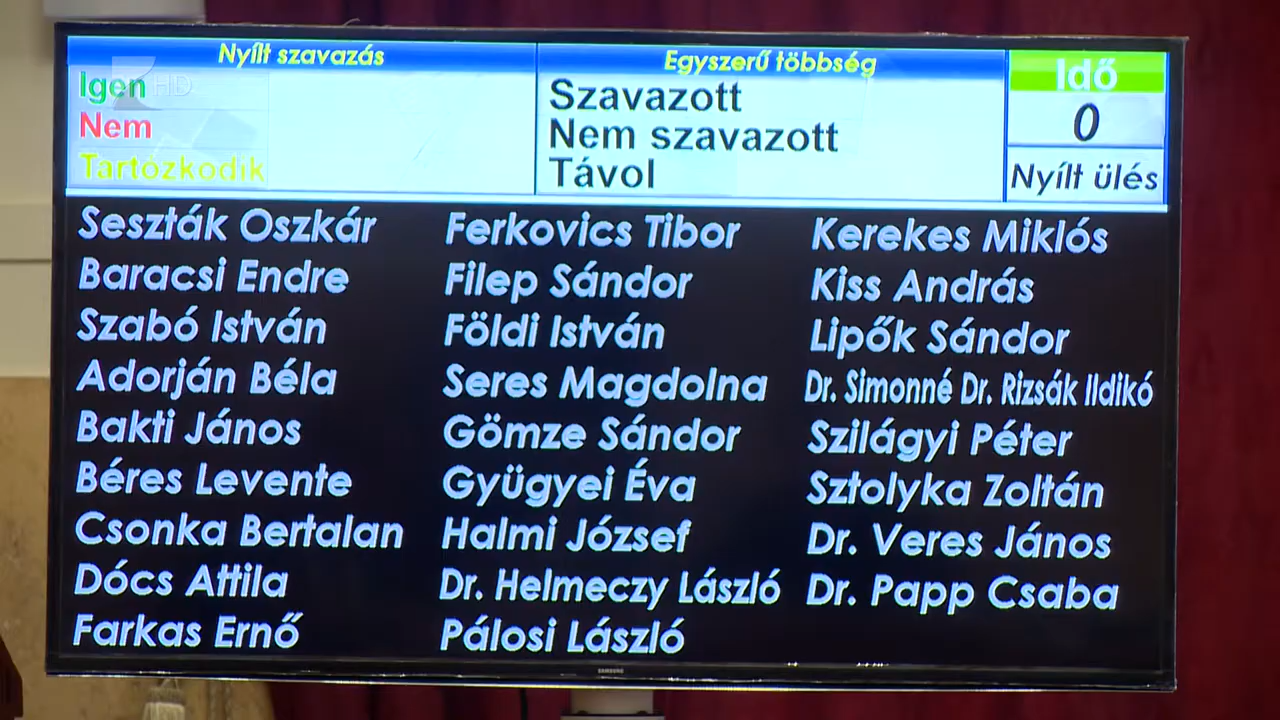 Nyílt szavazás
Igen
HD
Nem
Tartózkodik
Egyszerű többség
Szavazott
Nem szavazott
Távol
Idő
0
Nyílt ülés
Seszták Oszkár
Baracsi Endre
Szabó István
Adorján Béla
Bakti János
Béres Levente
Csonka Bertalan
Dócs Attila
Farkas Ernő
Ferkovics Tibor
Filep Sándor
Földi István
Seres Magdolna
Gömze Sándor
Gyügyei Éva
Halmi József
Dr. Helmeczy László
Pálosi László
Kerekes Miklós
Kiss András
Lipők Sándor
Dr. Simonné Dr. Rizsák Ildikó
Szilágyi Péter
Sztolyka Zoltán
Dr. Veres János
Dr. Papp Csaba
SAMSUNG